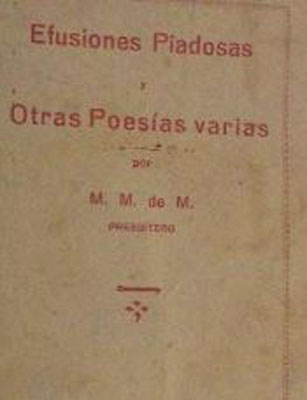 Efusiones Piadosas
y
Otras Poesías varias
por
M. M. de M.
PRESBITERO